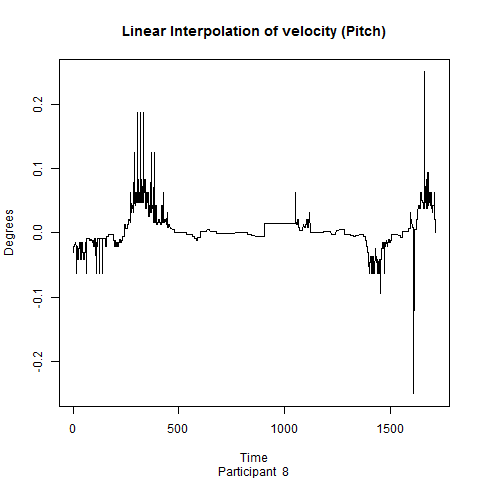 Linear Interpolation of velocity (Pitch)
Degrees
0.2
0.1
0.0
-0.1
-0.2
0 500 1000 1500
Time
Participant 8